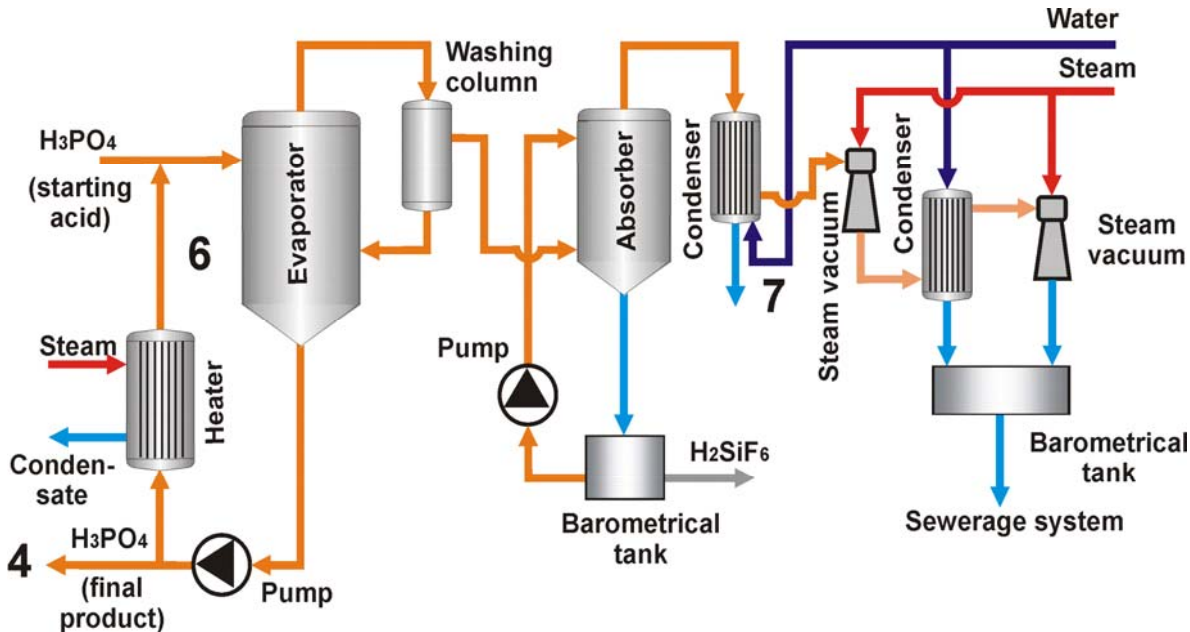 Water
Steam
Washing
column
H₃PO₄
(starting
acid)
Evaporator
6
Absorber
Condenser
Steam vacuum
Condenser
Steam
vacuum
7
Steam
Heater
Pump
Conden-
sate
H₂SiF₆
Barometrical
tank
Barometrical
tank
Sewerage system
4
H₃PO₄
(final
product)
Pump